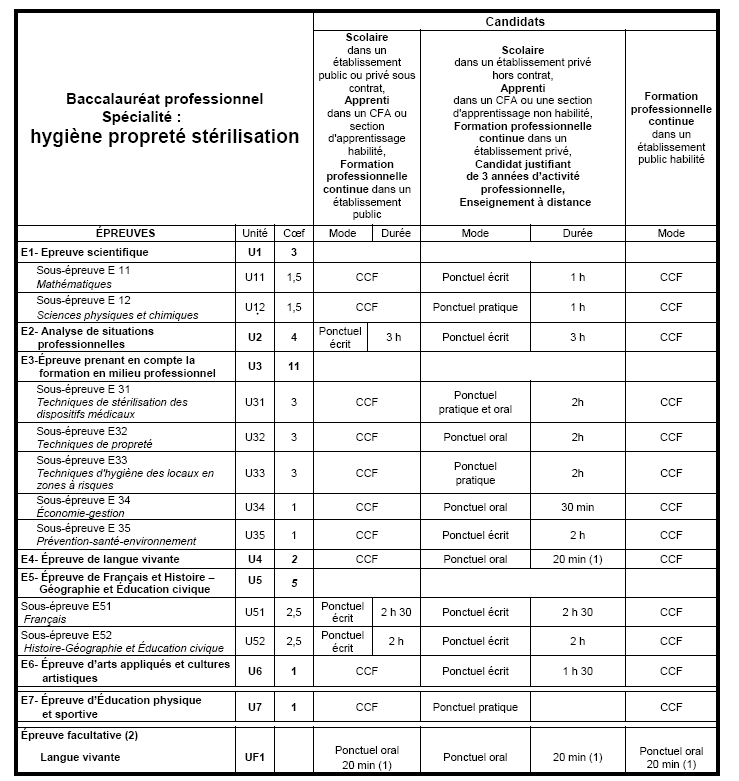 Candidats
Baccalauréat professionnel
Spécialité :
hygiène propreté stérilisation
Scolaire
dans un
établissement
public ou privé sous
contrat,
Apprenti
dans un CFA ou
section
d'apprentissage
habilité,
Formation
professionnelle
continue dans un
établissement
public
Scolaire
dans un établissement privé
hors contrat,
Apprenti
dans un CFA ou une section
d'apprentissage non habilité,
Formation professionnelle
continue dans un
établissement privé,
Candidat justifiant
de 3 années d'activité
professionnelle,
Enseignement à distance
Formation
professionnelle
continue
dans un
établissement
public habilité
ÉPREUVES Unité Cœf Mode Durée Mode Durée Mode
E1- Epreuve scientifique U1 3
Sous-épreuve E 11
Mathématiques U11 1,5 CCF Ponctuel écrit 1 h CCF
Sous-épreuve E 12
Sciences physiques et chimiques U12 1,5 CCF Ponctuel pratique 1 h CCF
E2- Analyse de situations
professionnelles U2 4 Ponctuel
écrit 3 h Ponctuel écrit 3 h CCF
E3-Épreuve prenant en compte la
formation en milieu professionnel U3 11
Sous-épreuve E 31
Techniques de stérilisation des
dispositifs médicaux U31 3 CCF Ponctuel
pratique et oral 2h CCF
Sous-épreuve E32
Techniques de propreté U32 3 CCF Ponctuel oral 2h CCF
Sous-épreuve E33
Techniques d'hygiène des locaux en
zones à risques U33 3 CCF Ponctuel
pratique 2h CCF
Sous-épreuve E 34
Économie-gestion U34 1 CCF Ponctuel oral 30 min CCF
Sous-épreuve E 35
Prévention-santé-environnement U35 1 CCF Ponctuel écrit 2 h CCF
E4- Épreuve de langue vivante U4 2 CCF Ponctuel oral 20 min (1) CCF
E5- Épreuve de Français et Histoire –
Géographie et Éducation civique U5 5
Sous-épreuve E51
Français U51 2,5 Ponctuel
écrit 2 h 30 Ponctuel écrit 2 h 30 CCF
Sous-épreuve E52
Histoire-Géographie et Éducation civique U52 2,5 Ponctuel
écrit 2 h Ponctuel écrit 2 h CCF
E6- Épreuve d'arts appliqués et cultures
artistiques U6 1 CCF Ponctuel écrit 1 h 30 CCF
E7- Épreuve d'Éducation physique
et sportive U7 1 CCF Ponctuel pratique CCF
Épreuve facultative (2)
Langue vivante UF1 Ponctuel oral
20 min (1) Ponctuel oral 20 min (1) Ponctuel oral
20 min (1)